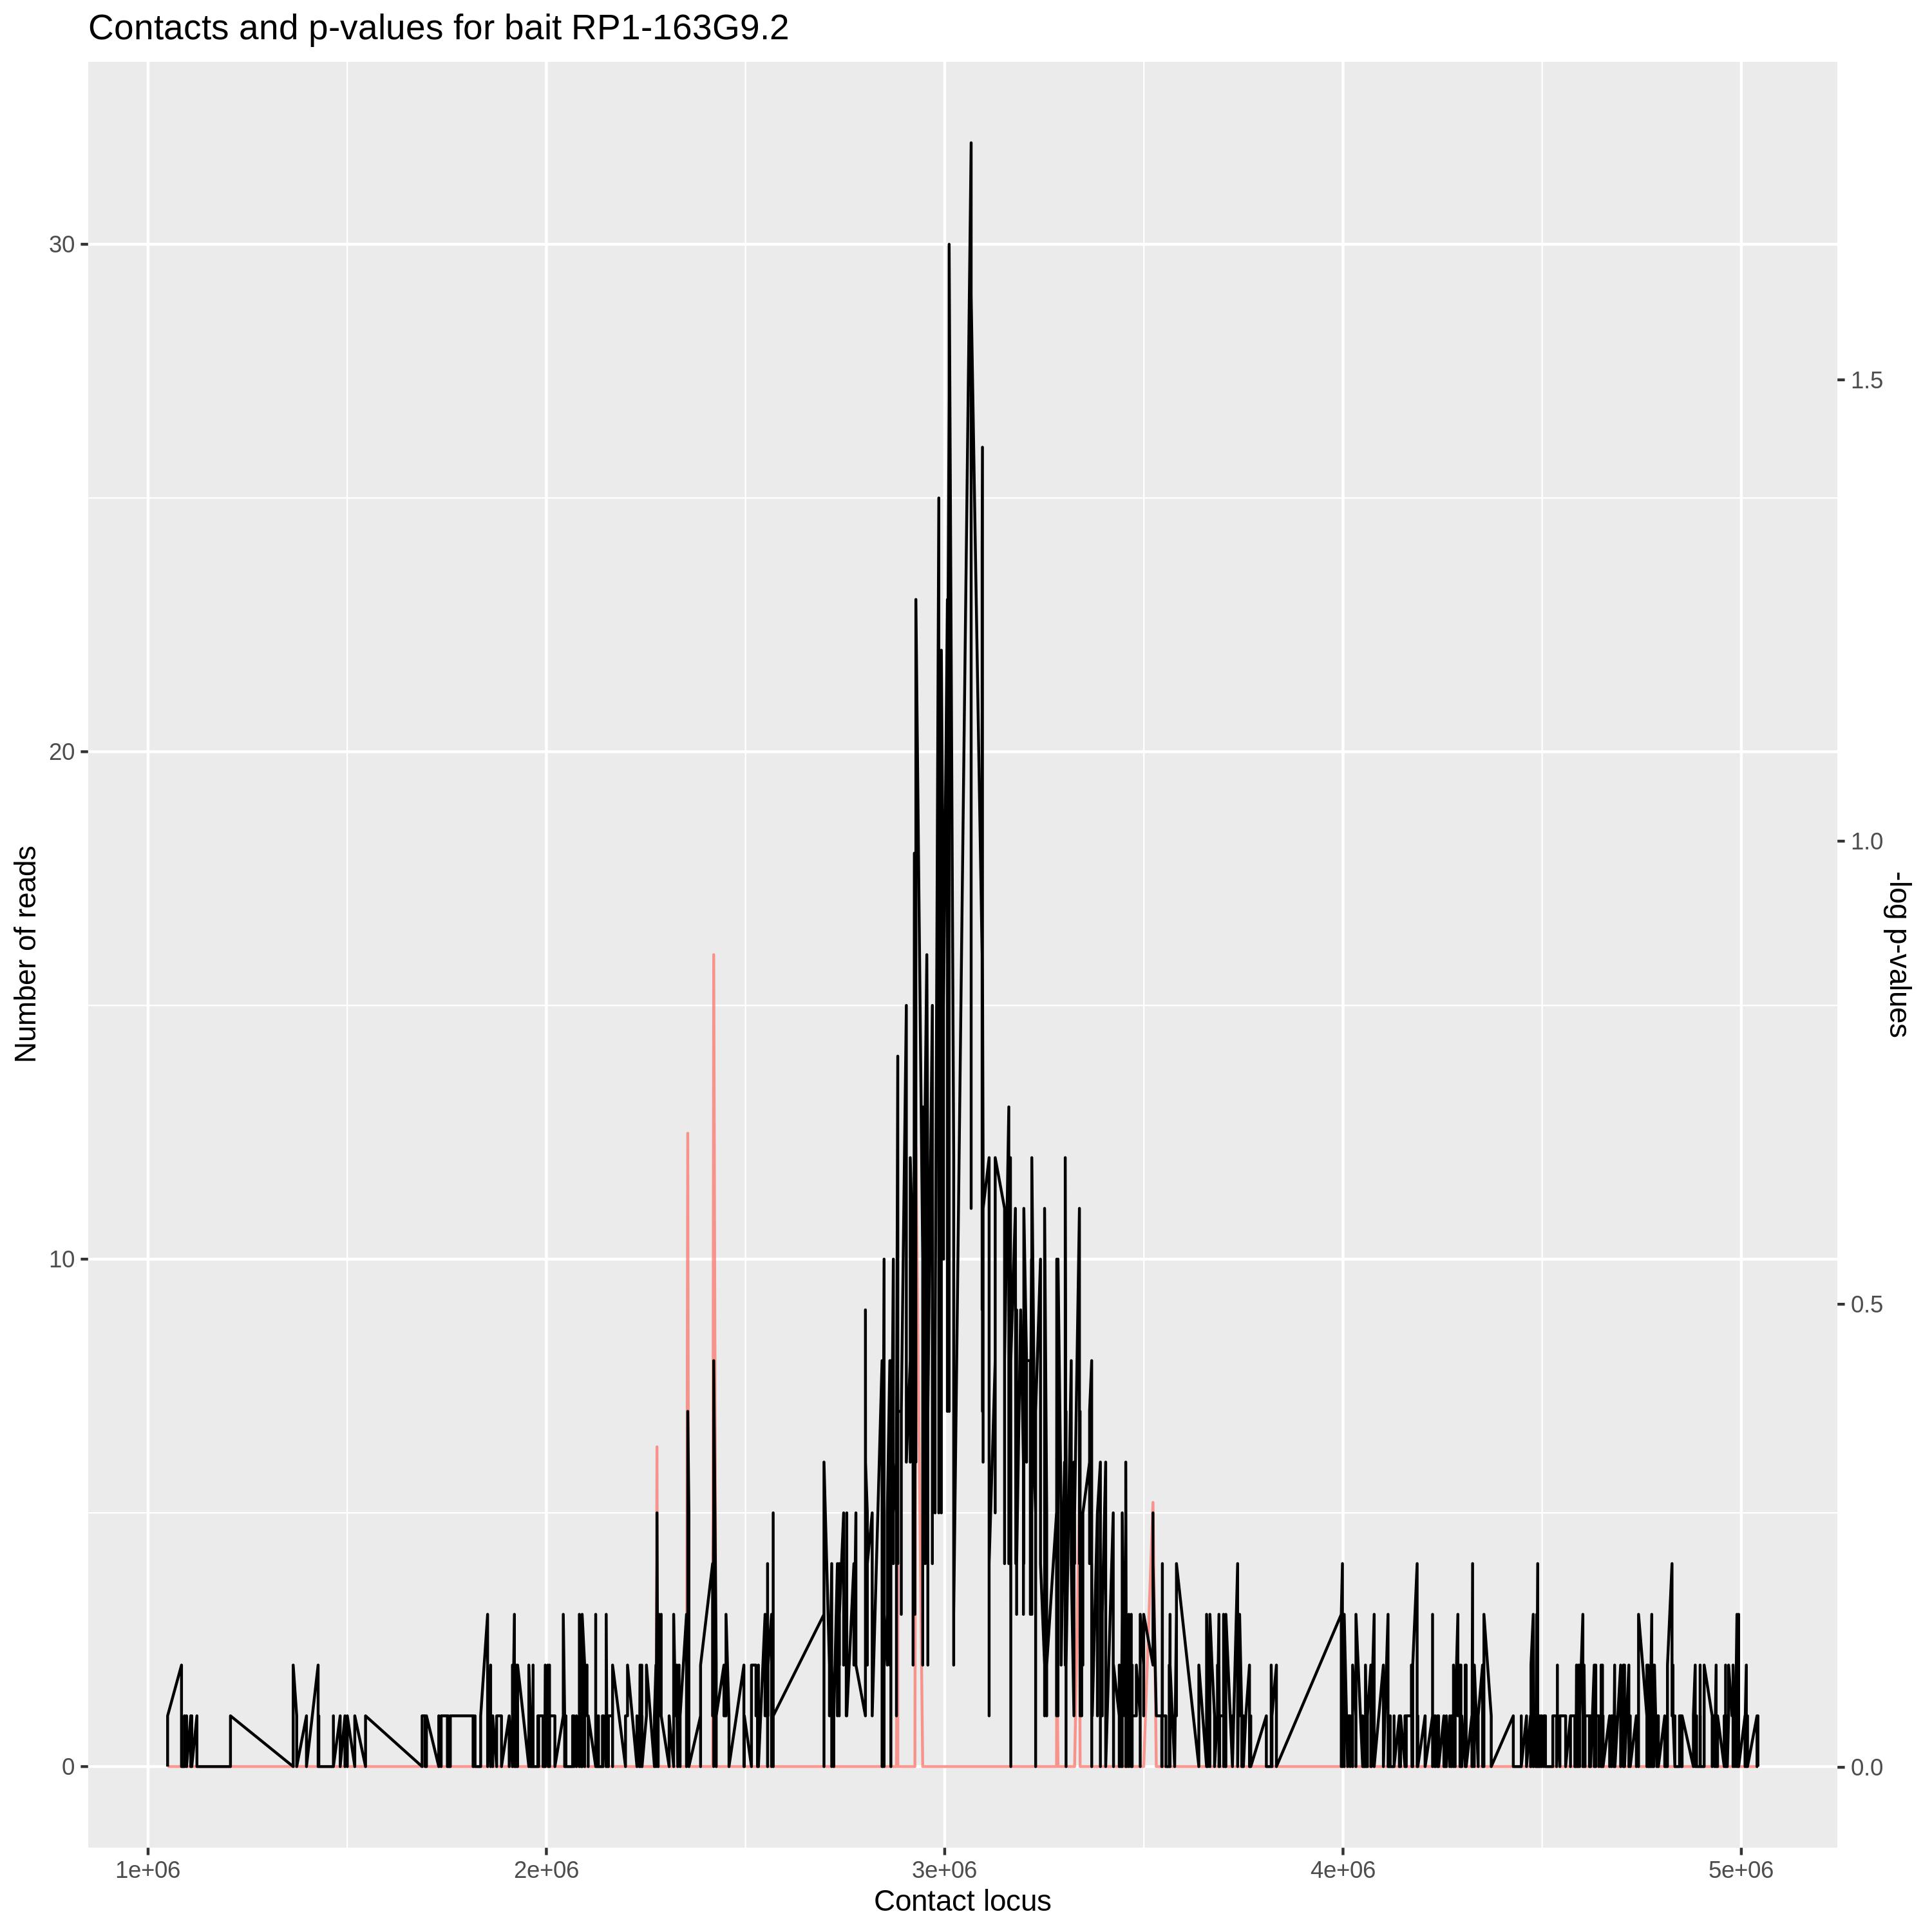 Contacts and p-values for bait RP1-163G9.2
30
20
10
0
Number of reads
1.5
1.0
0.5
0.0
-log p-values
1e+06 2e+06 3e+06 4e+06 5e+06
Contact locus